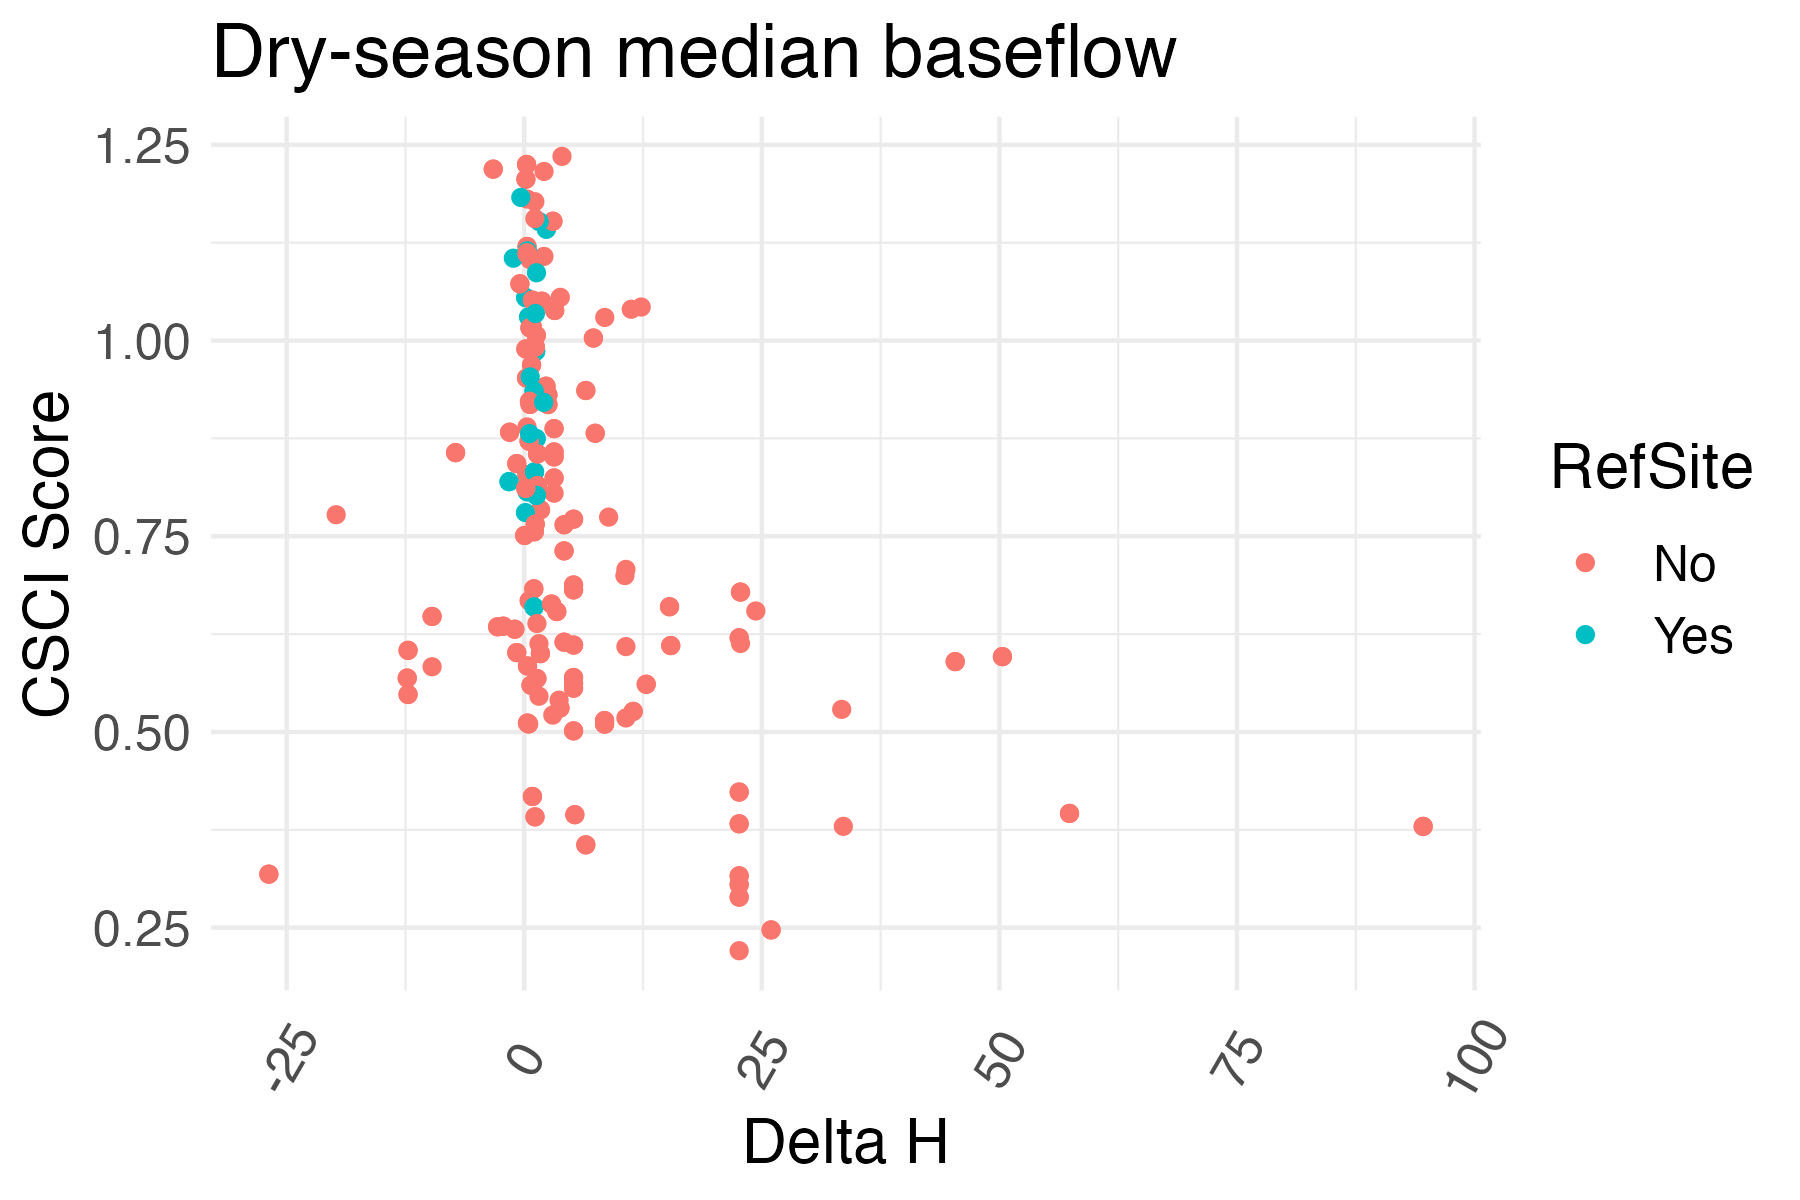 Dry-season median baseflow
CSCI Score
1.25
1.00
0.75
0.50
0.25
-25
0
25
50
75
100
Delta H
RefSite
No
Yes